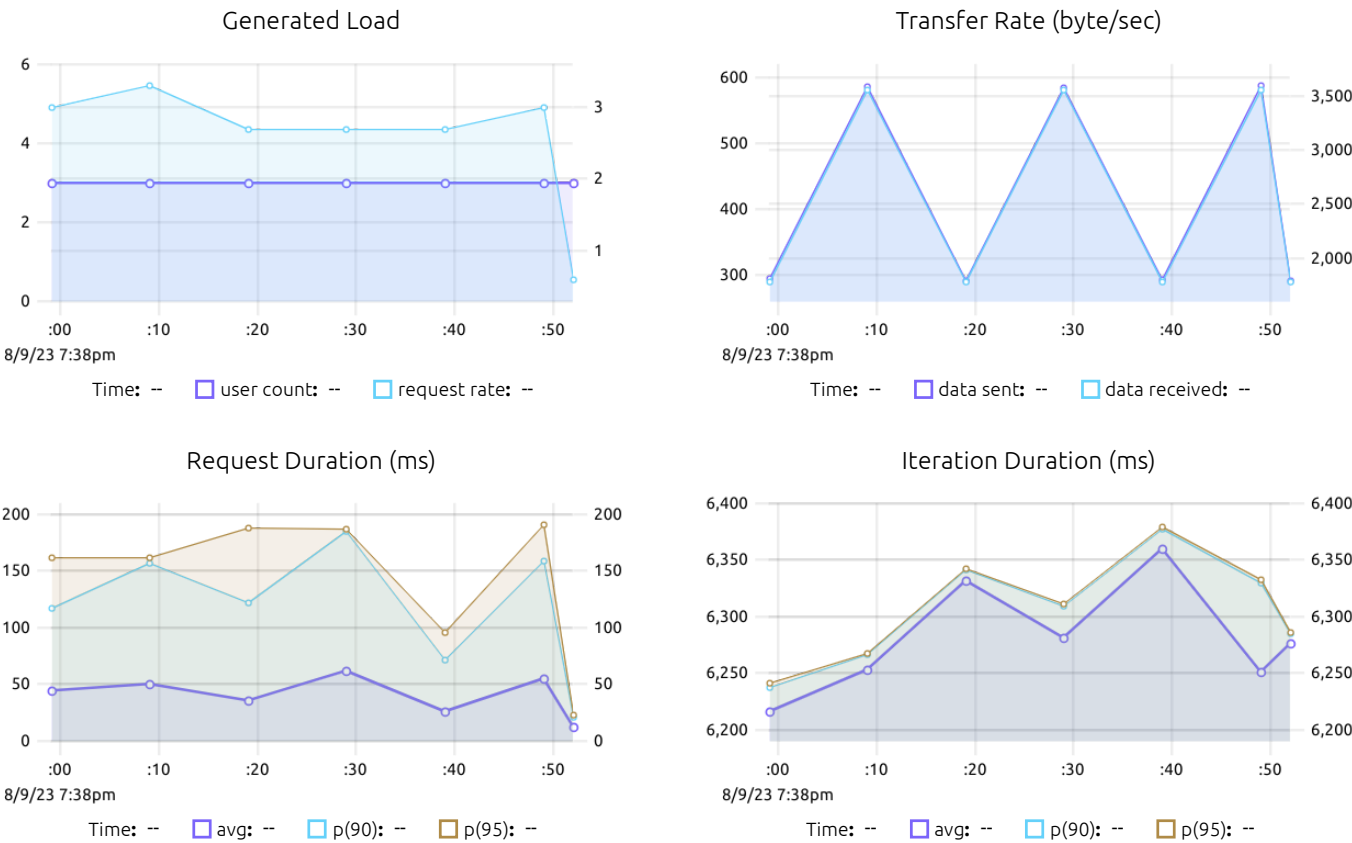 Generated Load
6
4
2
0
3
2
1
:00 :10 :20 :30 :40 :50
8/9/23 7:38pm
Time: -- user count: -- request rate: --
Transfer Rate (byte/sec)
600
500
400
300
3,500
3,000
2,500
2,000
:00 :10 :20 :30 :40 :50
8/9/23 7:38pm
Time: -- data sent: -- data received: --
Request Duration (ms)
200
150
100
50
0
200
150
100
50
0
:00 :10 :20 :30 :40 :50
8/9/23 7:38pm
Time: -- avg: -- p(90): -- p(95): --
Iteration Duration (ms)
6,400
6,350
6,300
6,250
6,200
6,400
6,350
6,300
6,250
6,200
:00 :10 :20 :30 :40 :50
8/9/23 7:38pm
Time: -- avg: -- p(90): -- p(95): --